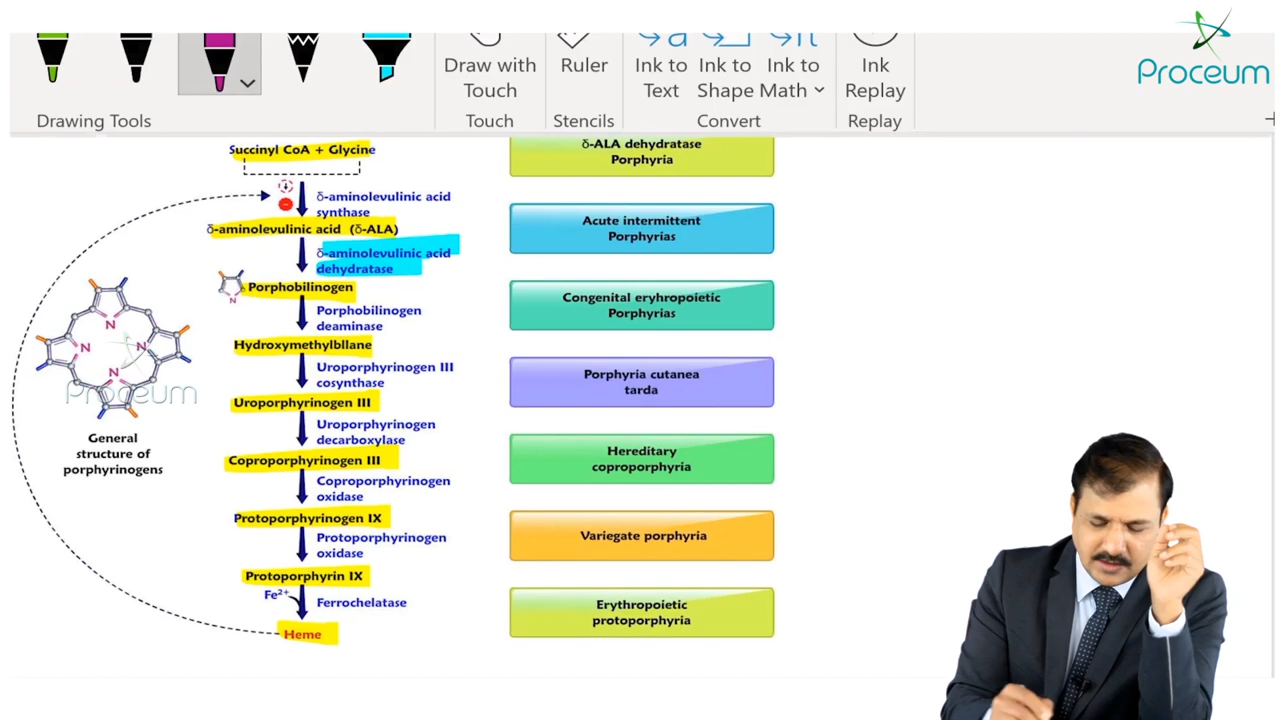 Proceum
Draw with
Touch
Ruler
Ink to
Text
Ink to
Shape
Ink to
Math
Ink
Replay
Drawing Tools
Touch
Stencils
Convert
Replay
Succinyl CoA + Glycine
δ-aminolevulinic acid
synthase
δ-aminolevulinic acid (δ-ALA)
δ-aminolevulinic acid
dehydratase
Porphobilinogen
N
Porphobilinogen
deaminase
Hydroxymethylbllane
Uroporphyrinogen III
cosynthase
Uroporphyrinogen III
Uroporphyrinogen
decarboxylase
Coproporphyrinogen III
Coproporphyrinogen
oxidase
Protoporphyrinogen IX
Protoporphyrinogen
oxidase
Protoporphyrin IX
Fe²⁺
Ferrochelatase
Heme
N
N
N
N
Proceum
General
structure of
porphyrinogens
δ-ALA dehydratase
Porphyria
Acute intermittent
Porphyrias
Congenital eryhropoietic
Porphyrias
Porphyria cutanea
tarda
Hereditary
coproporphyria
Variegate porphyria
Erythropoietic
protoporphyria